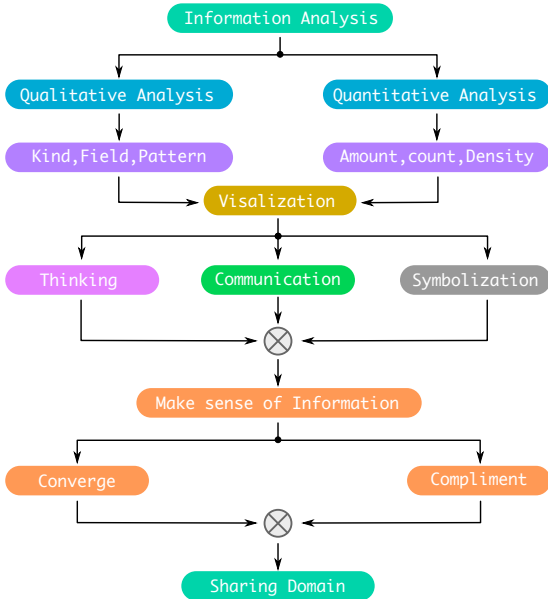 Information Analysis
Qualitative Analysis
Quantitative Analysis
Kind,Field,Pattern
Amount,count,Density
Visalization
Thinking
Communication
Symbolization
Make sense of Information
Converge
Compliment
Sharing Domain